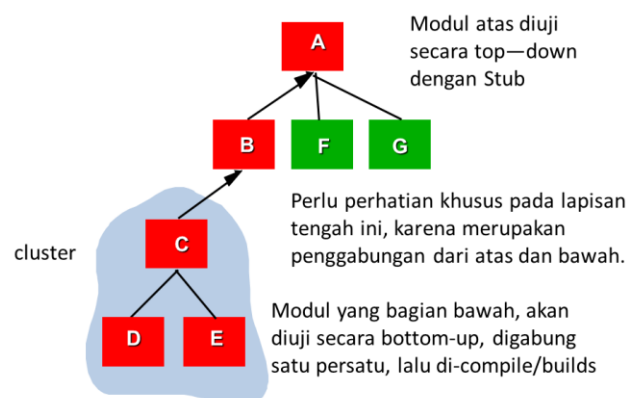 Modul atas diuji
secara top—down
dengan Stub
A
B
F
G
Perlu perhatian khusus pada lapisan
tengah ini, karena merupakan
penggabungan dari atas dan bawah.
cluster
C
Modul yang bagian bawah, akan
diuji secara bottom-up, digabung
satu persatu, lalu di-compile/builds
D
E